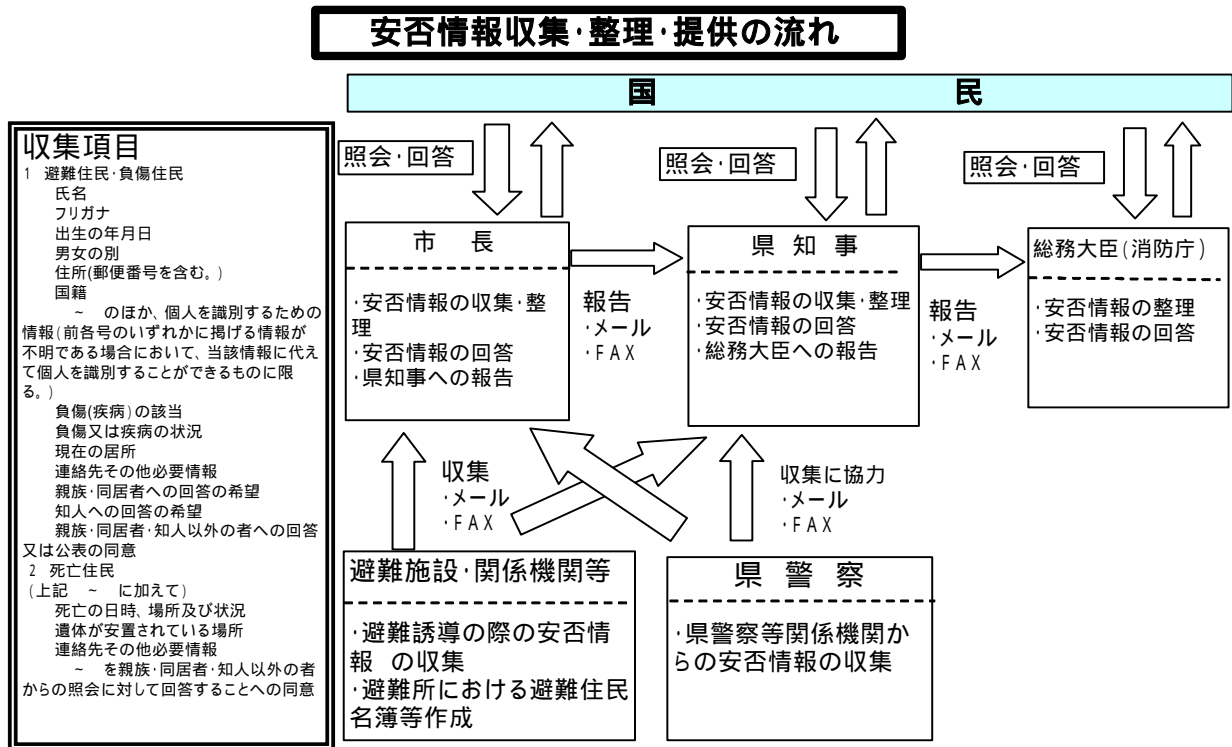 安否情報収集・整理・提供の流れ
国 民
収集項目
1 避難住民・負傷住民
氏名
フリガナ
出生の年月日
男女の別
住所(郵便番号を含む。)
国籍
~ のほか、個人を識別するための
情報(前各号のいずれかに掲げる情報が
不明である場合において、当該情報に代え
て個人を識別することができるものに限
る。)
負傷(疾病)の該当
負傷又は疾病の状況
現在の居所
連絡先その他必要情報
親族・同居者への回答の希望
知人への回答の希望
親族・同居者・知人以外の者への回答
又は公表の同意
2 死亡住民
(上記 ~ に加えて)
死亡の日時、場所及び状況
遺体が安置されている場所
連絡先その他必要情報
~ を親族・同居者・知人以外の者
からの照会に対して回答することへの同意
照会・回答
照会・回答
照会・回答
市 長
・安否情報の収集・整
理
・安否情報の回答
・県知事への報告
報告
・メール
・FAX
県 知 事
・安否情報の収集・整理
・安否情報の回答
・総務大臣への報告
報告
・メール
・FAX
総務大臣(消防庁)
・安否情報の整理
・安否情報の回答
収集
・メール
・FAX
収集に協力
・メール
・FAX
避難施設・関係機関等
・避難誘導の際の安否情
報 の収集
・避難所における避難住民
名簿等作成
県 警 察
・県警察等関係機関か
らの安否情報の収集